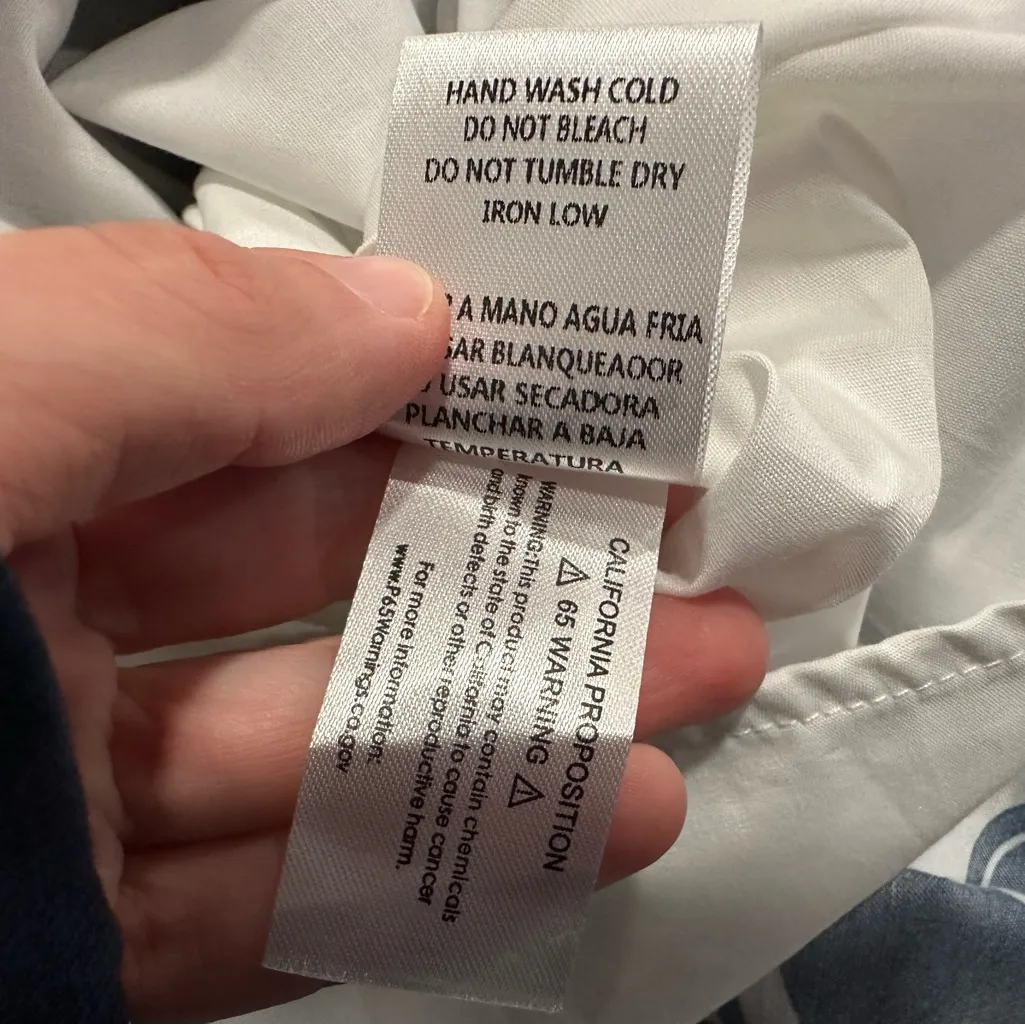 HAND WASH COLD
DO NOT BLEACH
DO NOT TUMBLE DRY
IRON LOW
A MANO AGUA FRIA
BLANQUEAOOR
USAR SECADORA
PLANCHAR A BAJA
TEMPERATURA
CALIFORNIA PROPOSITION
⚠ 65 WARNING ⚠
WARNING:This product may contain chemicals
known to the state of California to cause cancer
and birth defects or other reproductive harm.
For more information:
www.P65Warnings.ca.gov